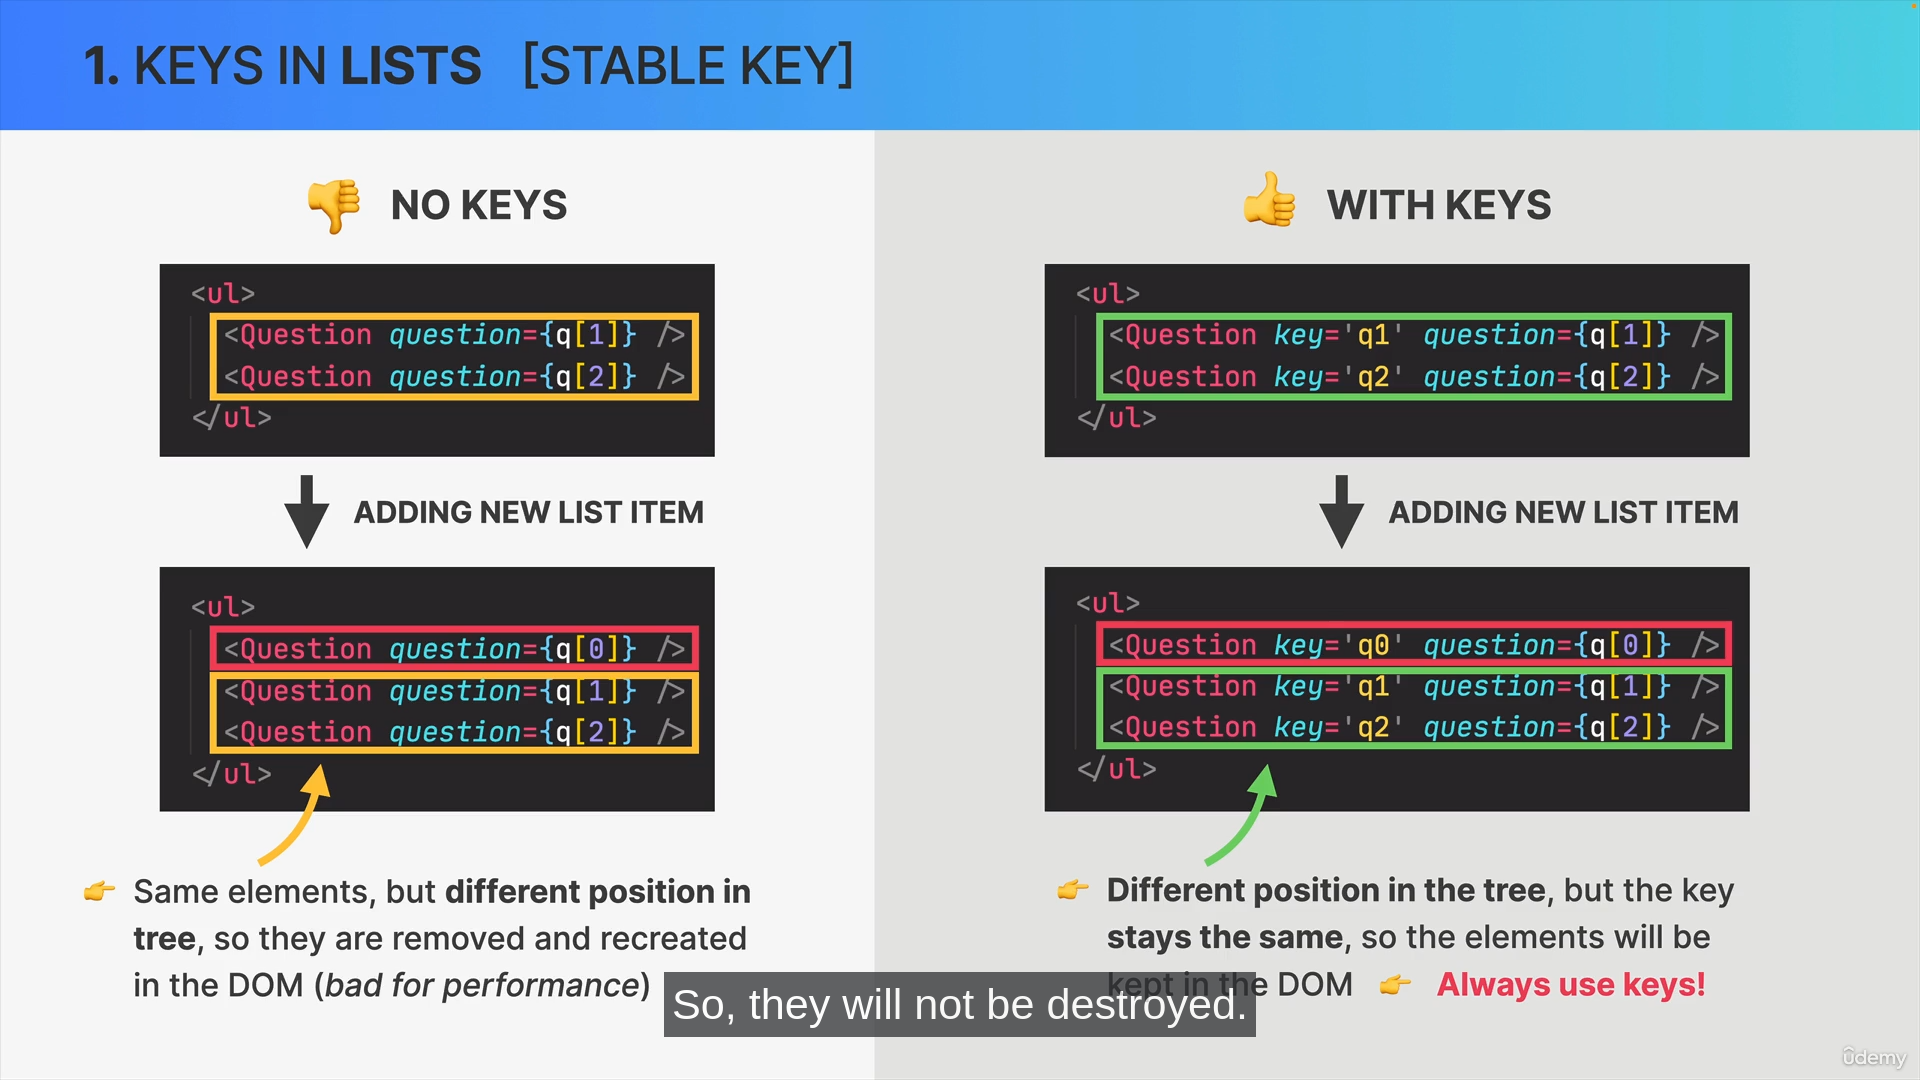 1. KEYS IN LISTS [STABLE KEY]
NO KEYS
<ul>
<Question question={q[1]} />
<Question question={q[2]} />
</ul>
ADDING NEW LIST ITEM
<ul>
<Question question={q[0]} />
<Question question={q[1]} />
<Question question={q[2]} />
</ul>
Same elements, but different position in
tree, so they are removed and recreated
in the DOM (bad for performance)
WITH KEYS
<ul>
<Question key='q1' question={q[1]} />
<Question key='q2' question={q[2]} />
</ul>
ADDING NEW LIST ITEM
<ul>
<Question key='q0' question={q[0]} />
<Question key='q1' question={q[1]} />
<Question key='q2' question={q[2]} />
</ul>
Different position in the tree, but the key
stays the same, so the elements will be
kept in the DOM Always use keys!
So, they will not be destroyed.
ûdemy